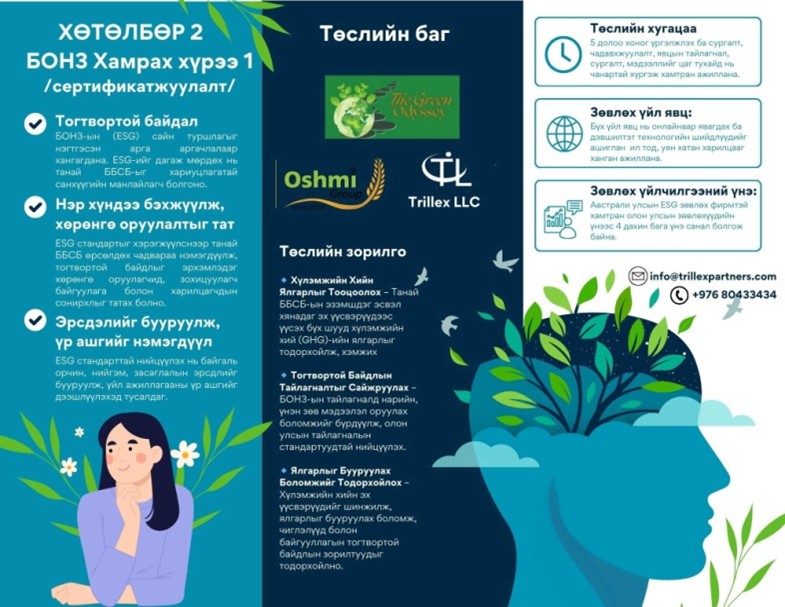 ХӨТӨЛБӨР 2
БОНЗ Хамрах хүрээ 1
/сертификатжуулалт/
Тогтвортой байдал
БОНЗ-ын (ESG) сайн туршлагыг
нэгтгэсэн арга аргачлалаар
хангагдана. ESG-ийг дагаж мөрдөх нь
танай ББСБ-ыг хариуцлагатай
санхүүгийн манлайлагч болгоно.
Нэр хүндээ бэхжүүлж,
хөрөнгө оруулалтыг тат
ESG стандартыг хэрэгжүүлснээр танай
ББСБ өрсөлдөх чадвараа нэмэгдүүлж,
тогтвортой байдлыг эрхэмлэдэг
хөрөнгө оруулагчид, зохицуулагч
байгууллага болон харилцагчдын
сонирхлыг татах болно.
Эрсдэлийг бууруулж,
үр ашгийг нэмэгдүүл
ESG стандарттай нийцүүлэх нь байгаль
орчин, нийгэм, засаглалын эрсдлийг
бууруулж, үйл ажиллагааны үр ашгийг
дээшлүүлэхэд тусалдаг.
Төслийн баг
The Green
Odyssey
Oshmi
Group
TIL
Trillex LLC
Төслийн зорилго
Хүлэмжийн Хийн
Ялгарлыг Тооцоолох – Танай
ББСБ-ын эзэмшдэг эсвэл
хянадаг эх үүсвэрүүдээс
үүсэх бүх шууд хүлэмжийн
хий (GHG)-ийн ялгарлыг
тодорхойлж, хэмжих
Тогтвортой Байдлын
Тайлагналтыг Сайжруулах –
БОНЗ-ын тайлагналд нарийн,
үнэн зөв мэдээлэл оруулах
боломжийг бүрдүүлж, олон
улсын тайлагналын
стандартуудтай нийцүүлэх.
Ялгарлыг Бууруулах
Боломжийг Тодорхойлох –
Хүлэмжийн хийн эх
үүсвэрүүдийг шинжилж,
ялгарлыг бууруулах боломж,
чиглэлүүд болон
байгууллагын тогтвортой
байдлын зорилтуудыг
тодорхойлно.
Төслийн хугацаа
5 долоо хоног үргэлжлэх ба сургалт,
чадавхжуулалт, явцын тайлагнал,
сургалт, мэдээллийг цаг тухайд нь
чанартай хүргэж хамтран ажиллана.
Зөвлөх үйл явц:
Бүх үйл явц нь онлайнаар явагдах ба
дэвшилтэт технологийн шийдлүүдийг
ашиглан ил тод, уян хатан харилцааг
ханган ажиллана.
Зөвлөх үйлчилгээний үнэ:
Австрали улсын ESG зөвлөх фирмтэй
хамтран олон улсын зөвлөхүүдийн
үнээс 4 дахин бага үнэ санал болгож
байна.
info@trillexpartners.com
+976 80433434